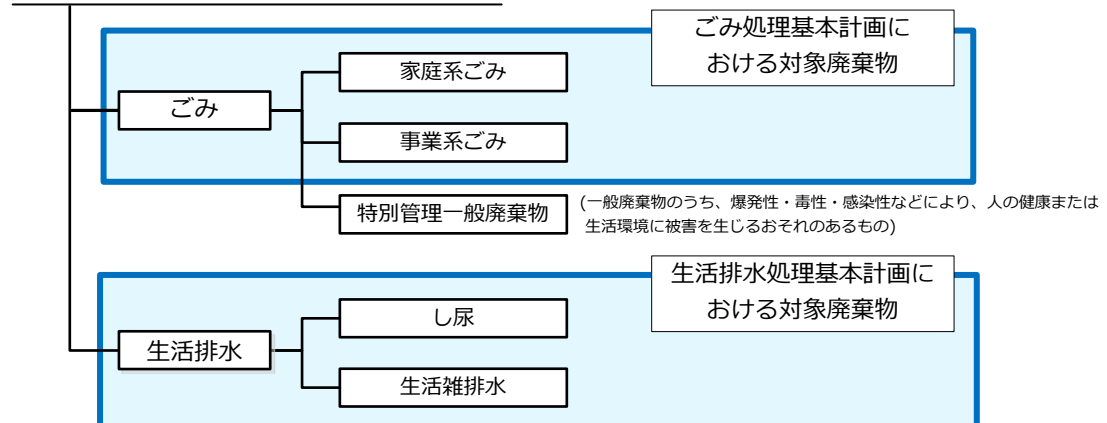 ごみ処理基本計画に
おける対象廃棄物
家庭系ごみ
ごみ
事業系ごみ
特別管理一般廃棄物
(一般廃棄物のうち、爆発性・毒性・感染性などにより、人の健康または
生活環境に被害を生じるおそれのあるもの)
生活排水処理基本計画に
おける対象廃棄物
し尿
生活排水
生活雑排水